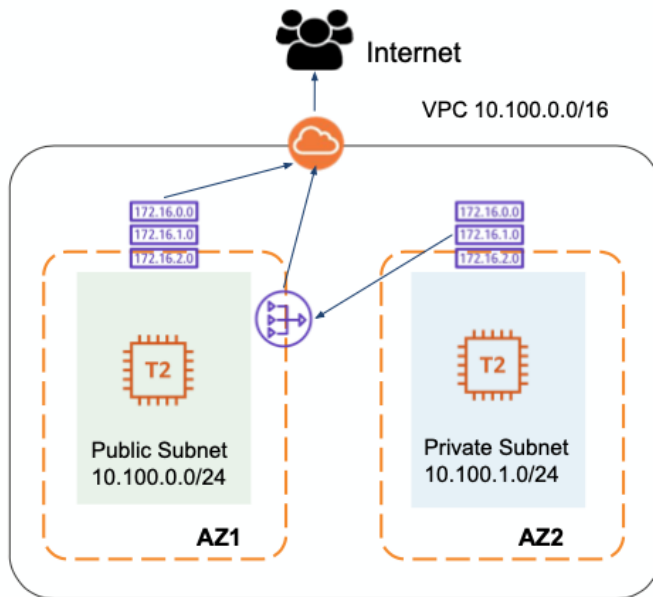 Internet
VPC 10.100.0.0/16
172.16.0.0
172.16.1.0
172.16.2.0
172.16.0.0
172.16.1.0
172.16.2.0
T2
Public Subnet
10.100.0.0/24
AZ1
T2
Private Subnet
10.100.1.0/24
AZ2